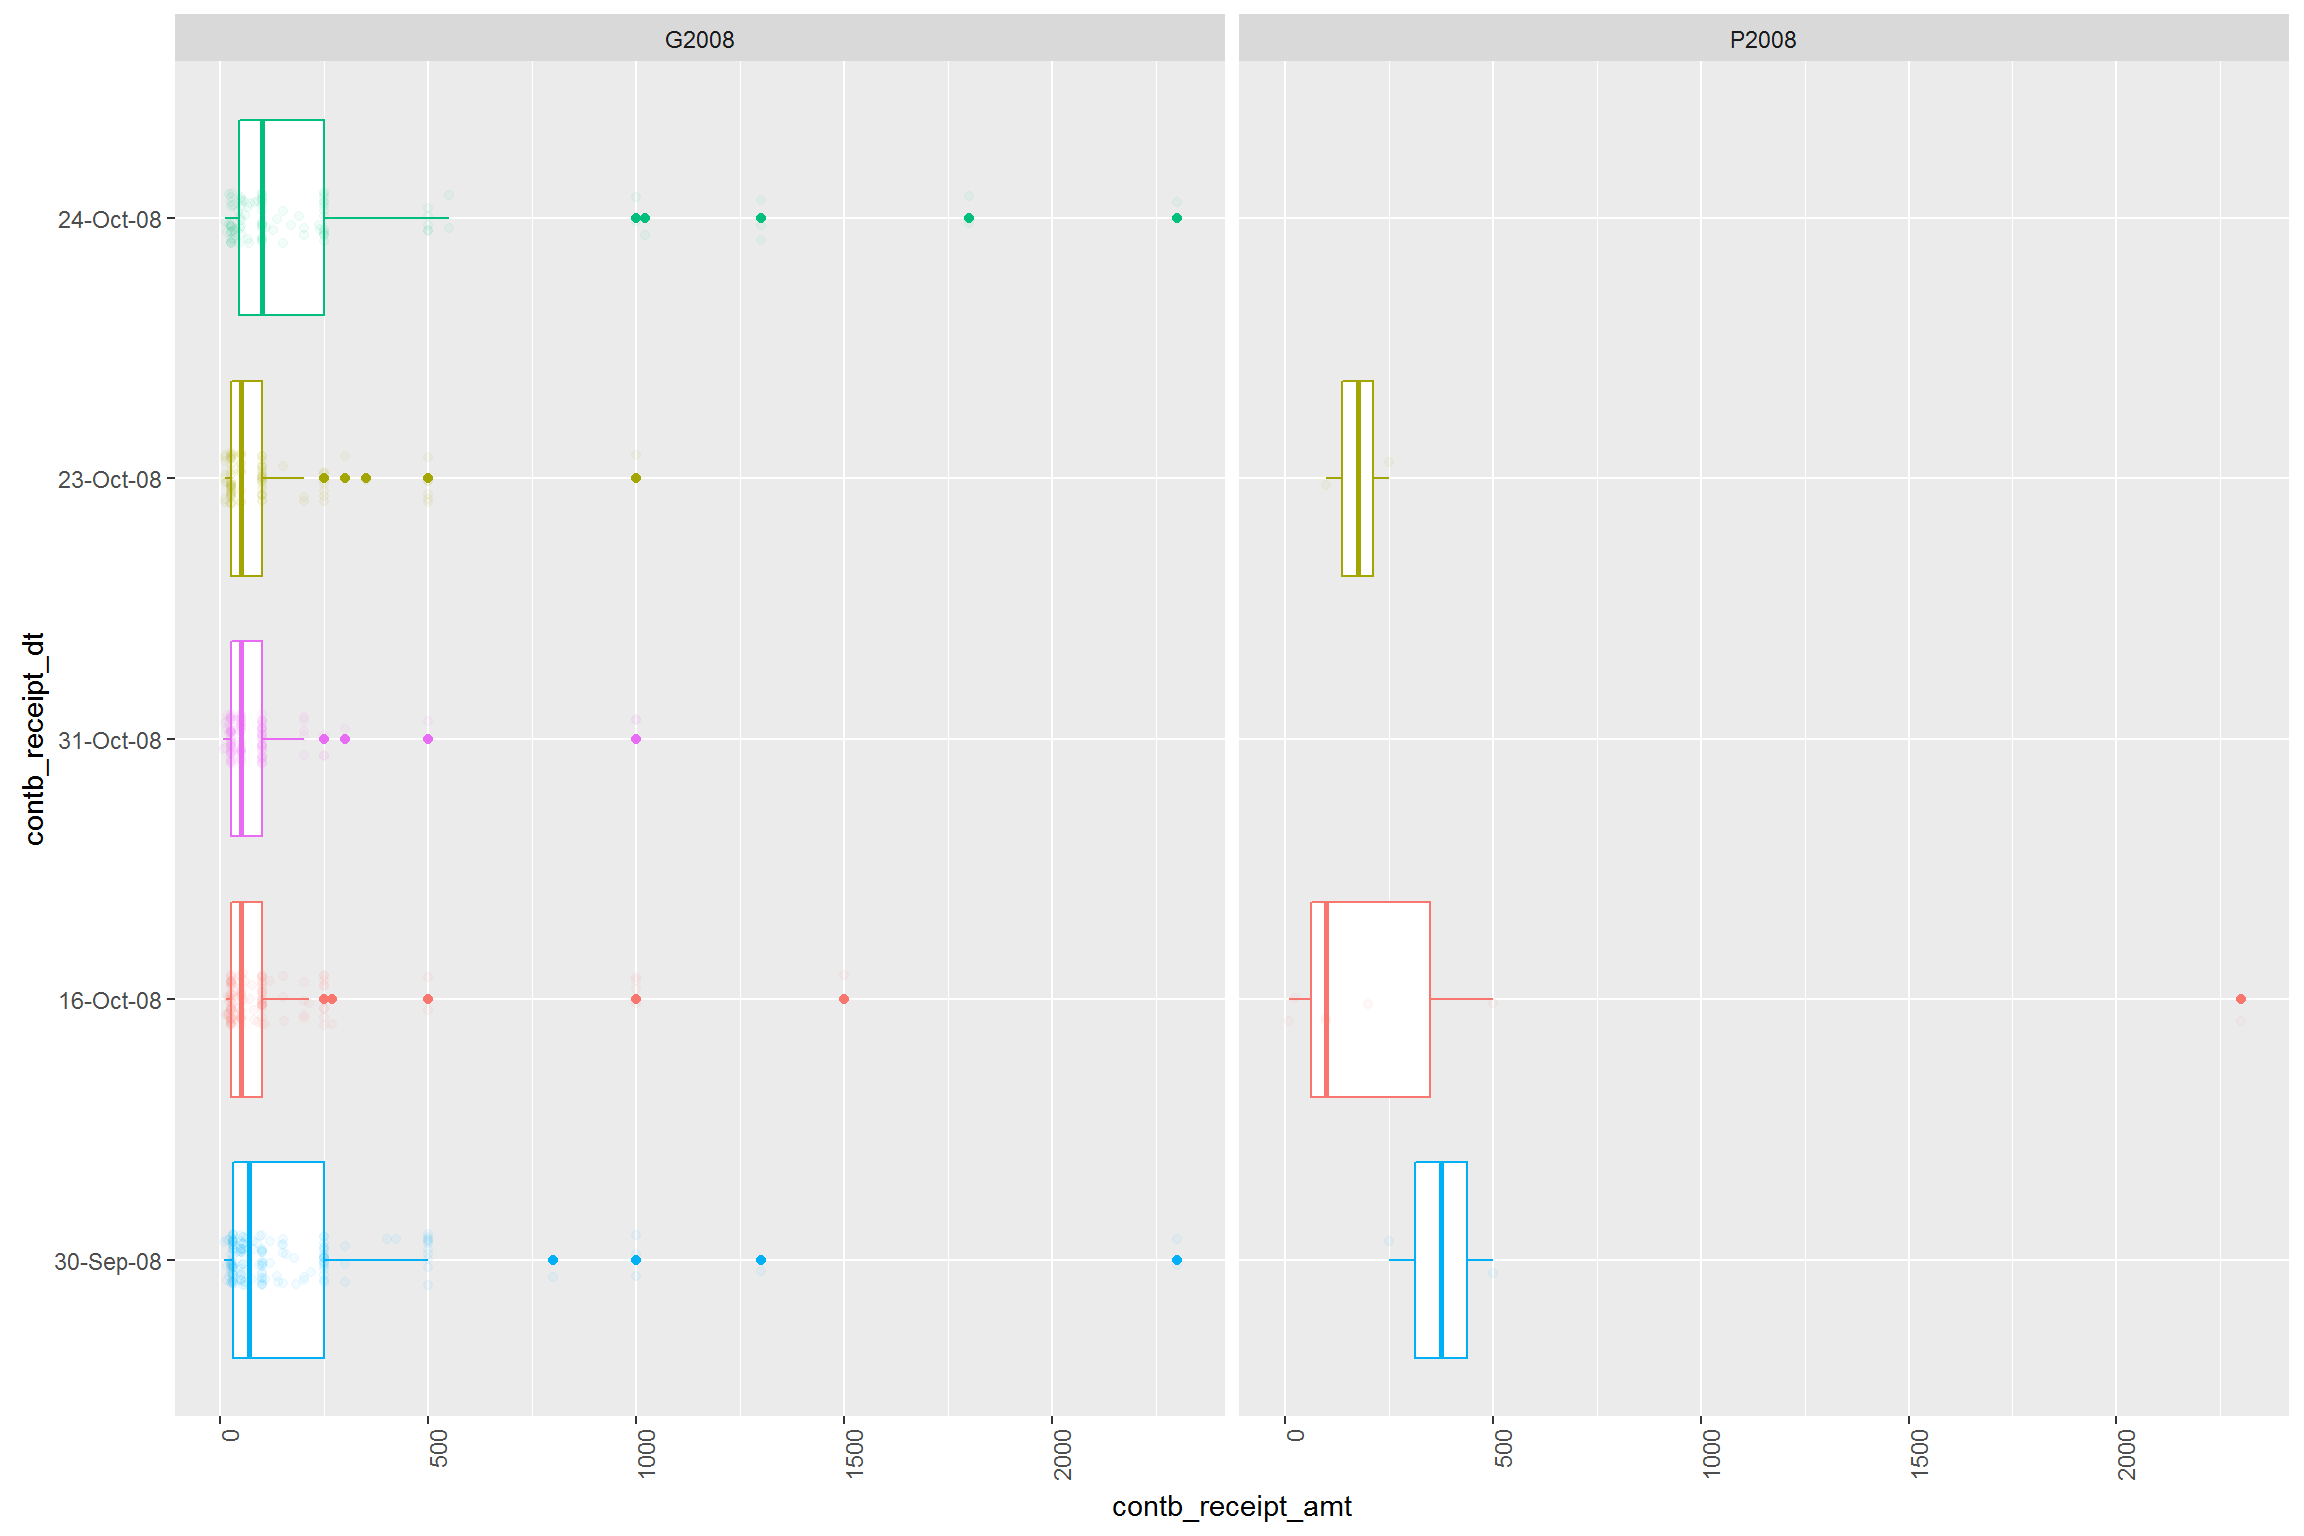 G2008
P2008
24-Oct-08
23-Oct-08
31-Oct-08
16-Oct-08
30-Sep-08
contb_receipt_dt
0
500
1000
1500
2000
0
500
1000
1500
2000
contb_receipt_amt